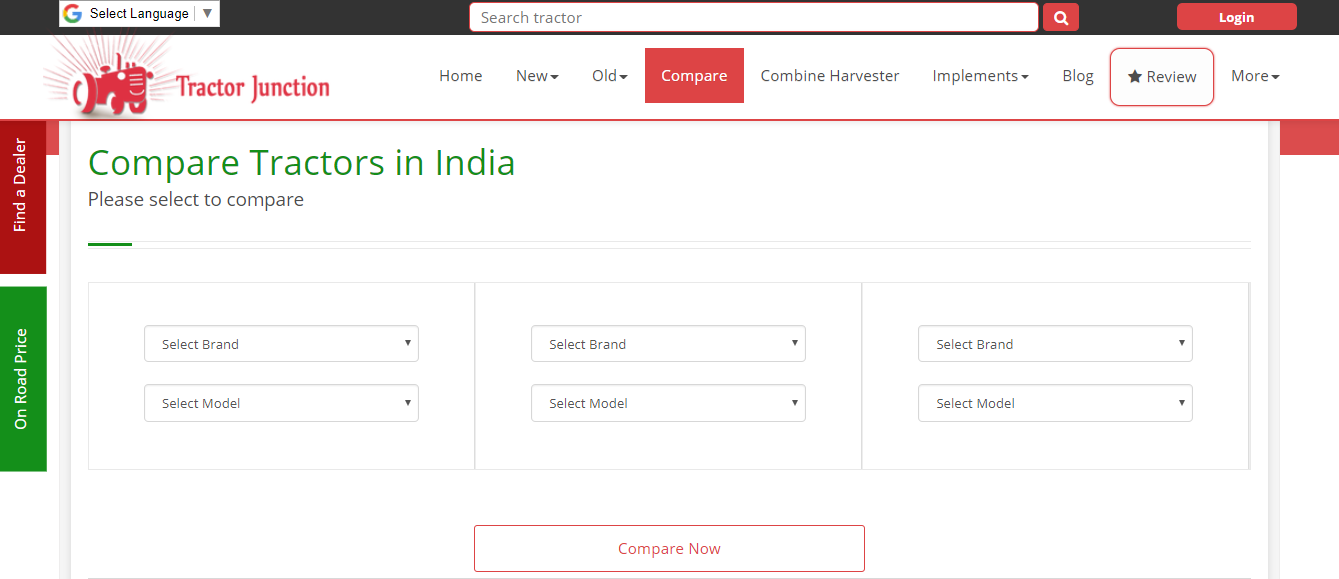 Select Language ▼
Search tractor
Login
Tractor Junction
Home New Old Compare Combine Harvester Implements Blog Review More
Find a Dealer
On Road Price
Compare Tractors in India
Please select to compare
Select Brand Select Brand Select Brand
Select Model Select Model Select Model
Compare Now